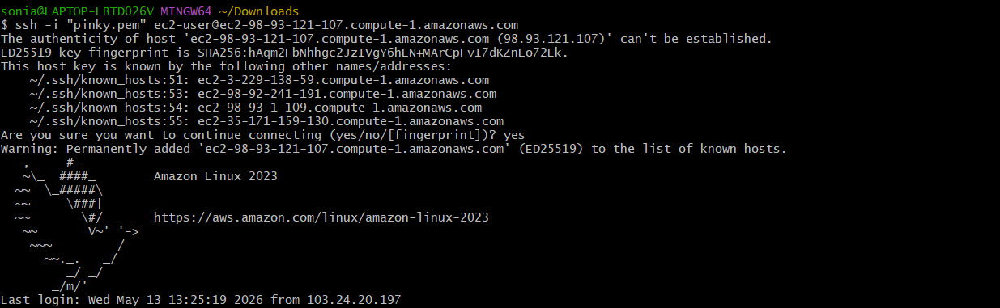 sonia@LAPTOP-LBTDO26V MINGW64 ~/Downloads
$ ssh -i "pinky.pem" ec2-user@ec2-98-93-121-107.compute-1.amazonaws.com
The authenticity of host 'ec2-98-93-121-107.compute-1.amazonaws.com (98.93.121.107)' can't be established.
ED25519 key fingerprint is SHA256:hAqm2FbNhhgc2JzIVgY6hEN+MArCpFvI7dKZnEo72Lk.
This host key is known by the following other names/addresses:
    ~/.ssh/known_hosts:51: ec2-3-229-138-59.compute-1.amazonaws.com
    ~/.ssh/known_hosts:53: ec2-98-92-241-191.compute-1.amazonaws.com
    ~/.ssh/known_hosts:54: ec2-98-93-1-109.compute-1.amazonaws.com
    ~/.ssh/known_hosts:55: ec2-35-171-159-130.compute-1.amazonaws.com
Are you sure you want to continue connecting (yes/no/[fingerprint])? yes
Warning: Permanently added 'ec2-98-93-121-107.compute-1.amazonaws.com' (ED25519) to the list of known hosts.
   ,     #_
   ~\_  ####_        Amazon Linux 2023
  ~~  \_#####\
  ~~     \###|
  ~~       \#/ ___   https://aws.amazon.com/linux/amazon-linux-2023
   ~~       V~' '->
    ~~~         /
      ~~._.   _/
         _/ _/
       _/m/'
Last login: Wed May 13 13:25:19 2026 from 103.24.20.197